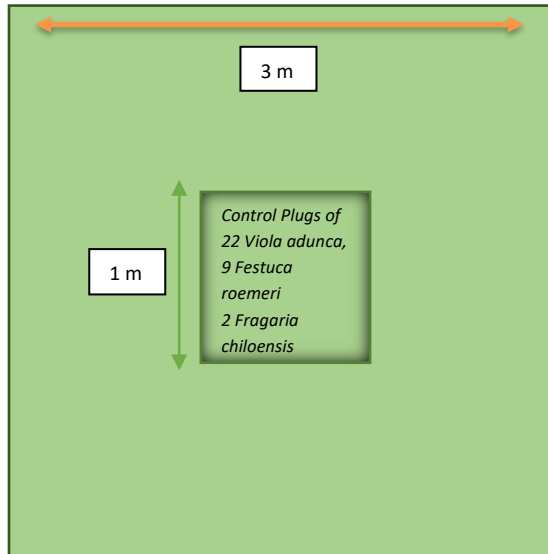 3 m
1 m
Control Plugs of
22 Viola adunca,
9 Festuca
roemeri
2 Fragaria
chiloensis